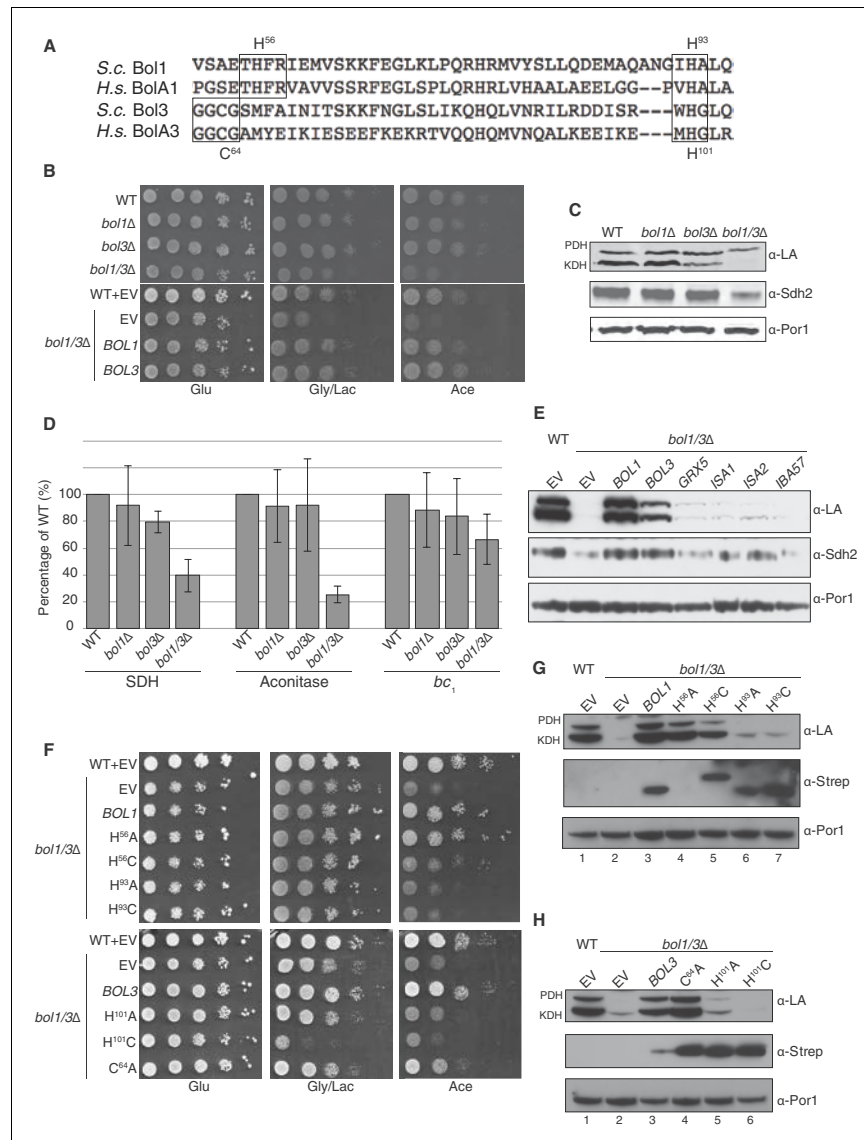 A
H⁵⁶ H⁹³
S.c. Bol1 VSAETHFRIEMVSKKFEGLKLPQRHRMVYSLLQDEMAQANGIHALQ
H.s. BolA1 PGSETHFRVAVVSSRFEGLSPLQRHRLVHAALAEELGG--PVHALA
S.c. Bol3 GGCGSMFAINITSKKFNGLSLIKQHQLVNRILRDDISR---WHGLQ
H.s. BolA3 GGCGAMYEIKIESEEFKEKRTVQQHQMVNQALKEEIKE---MHGLR
C⁶⁴ H¹⁰¹
B
WT
bol1Δ
bol3Δ
bol1/3Δ
WT+EV
EV
BOL1
BOL3
bol1/3Δ
Glu Gly/Lac Ace
C
WT bol1Δ bol3Δ bol1/3Δ
PDH
KDH
α-LA
α-Sdh2
α-Por1
D
Percentage of WT (%)
100
80
60
40
20
0
WT bol1Δ bol3Δ bol1/3Δ WT bol1Δ bol3Δ bol1/3Δ WT bol1Δ bol3Δ bol1/3Δ
SDH Aconitase bc₁
E
WT bol1/3Δ
EV EV BOL1 BOL3 GRX5 ISA1 ISA2 IBA57
α-LA
α-Sdh2
α-Por1
F
WT+EV
EV
BOL1
H⁵⁶A
H⁵⁶C
H⁹³A
H⁹³C
bol1/3Δ
WT+EV
EV
BOL3
H¹⁰¹A
H¹⁰¹C
C⁶⁴A
bol1/3Δ
Glu Gly/Lac Ace
G
WT bol1/3Δ
EV EV BOL1 H⁵⁶A H⁵⁶C H⁹³A H⁹³C
PDH
KDH
α-LA
α-Strep
α-Por1
1 2 3 4 5 6 7
H
WT bol1/3Δ
EV EV BOL3 C⁶⁴A H¹⁰¹A H¹⁰¹C
PDH
KDH
α-LA
α-Strep
α-Por1
1 2 3 4 5 6